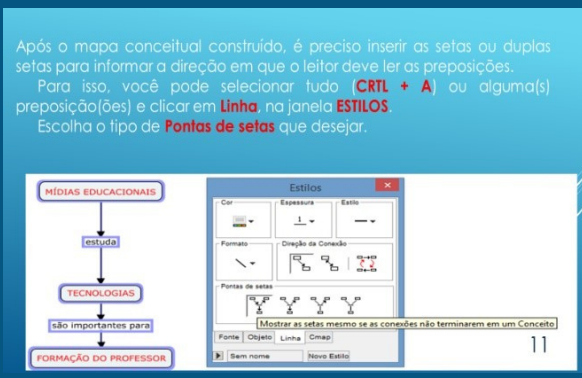 Após o mapa conceitual construído, é preciso inserir as setas ou duplas
setas para informar a direção em que o leitor deve ler as preposições.
Para isso, você pode selecionar tudo (CRTL + A) ou alguma(s)
preposição(ões) e clicar em Linha, na janela ESTILOS.
Escolha o tipo de Pontas de setas que desejar.
MÍDIAS EDUCACIONAIS
estuda
TECNOLOGIAS
são importantes para
FORMAÇÃO DO PROFESSOR
Estilos
Cor Espessura Estilo
1
Formato Direção da Conexão
Pontas de setas
Mostrar as setas mesmo se as conexões não terminarem em um Conceito
Fonte Objeto Linha Cmap
Sem nome Novo Estilo
11